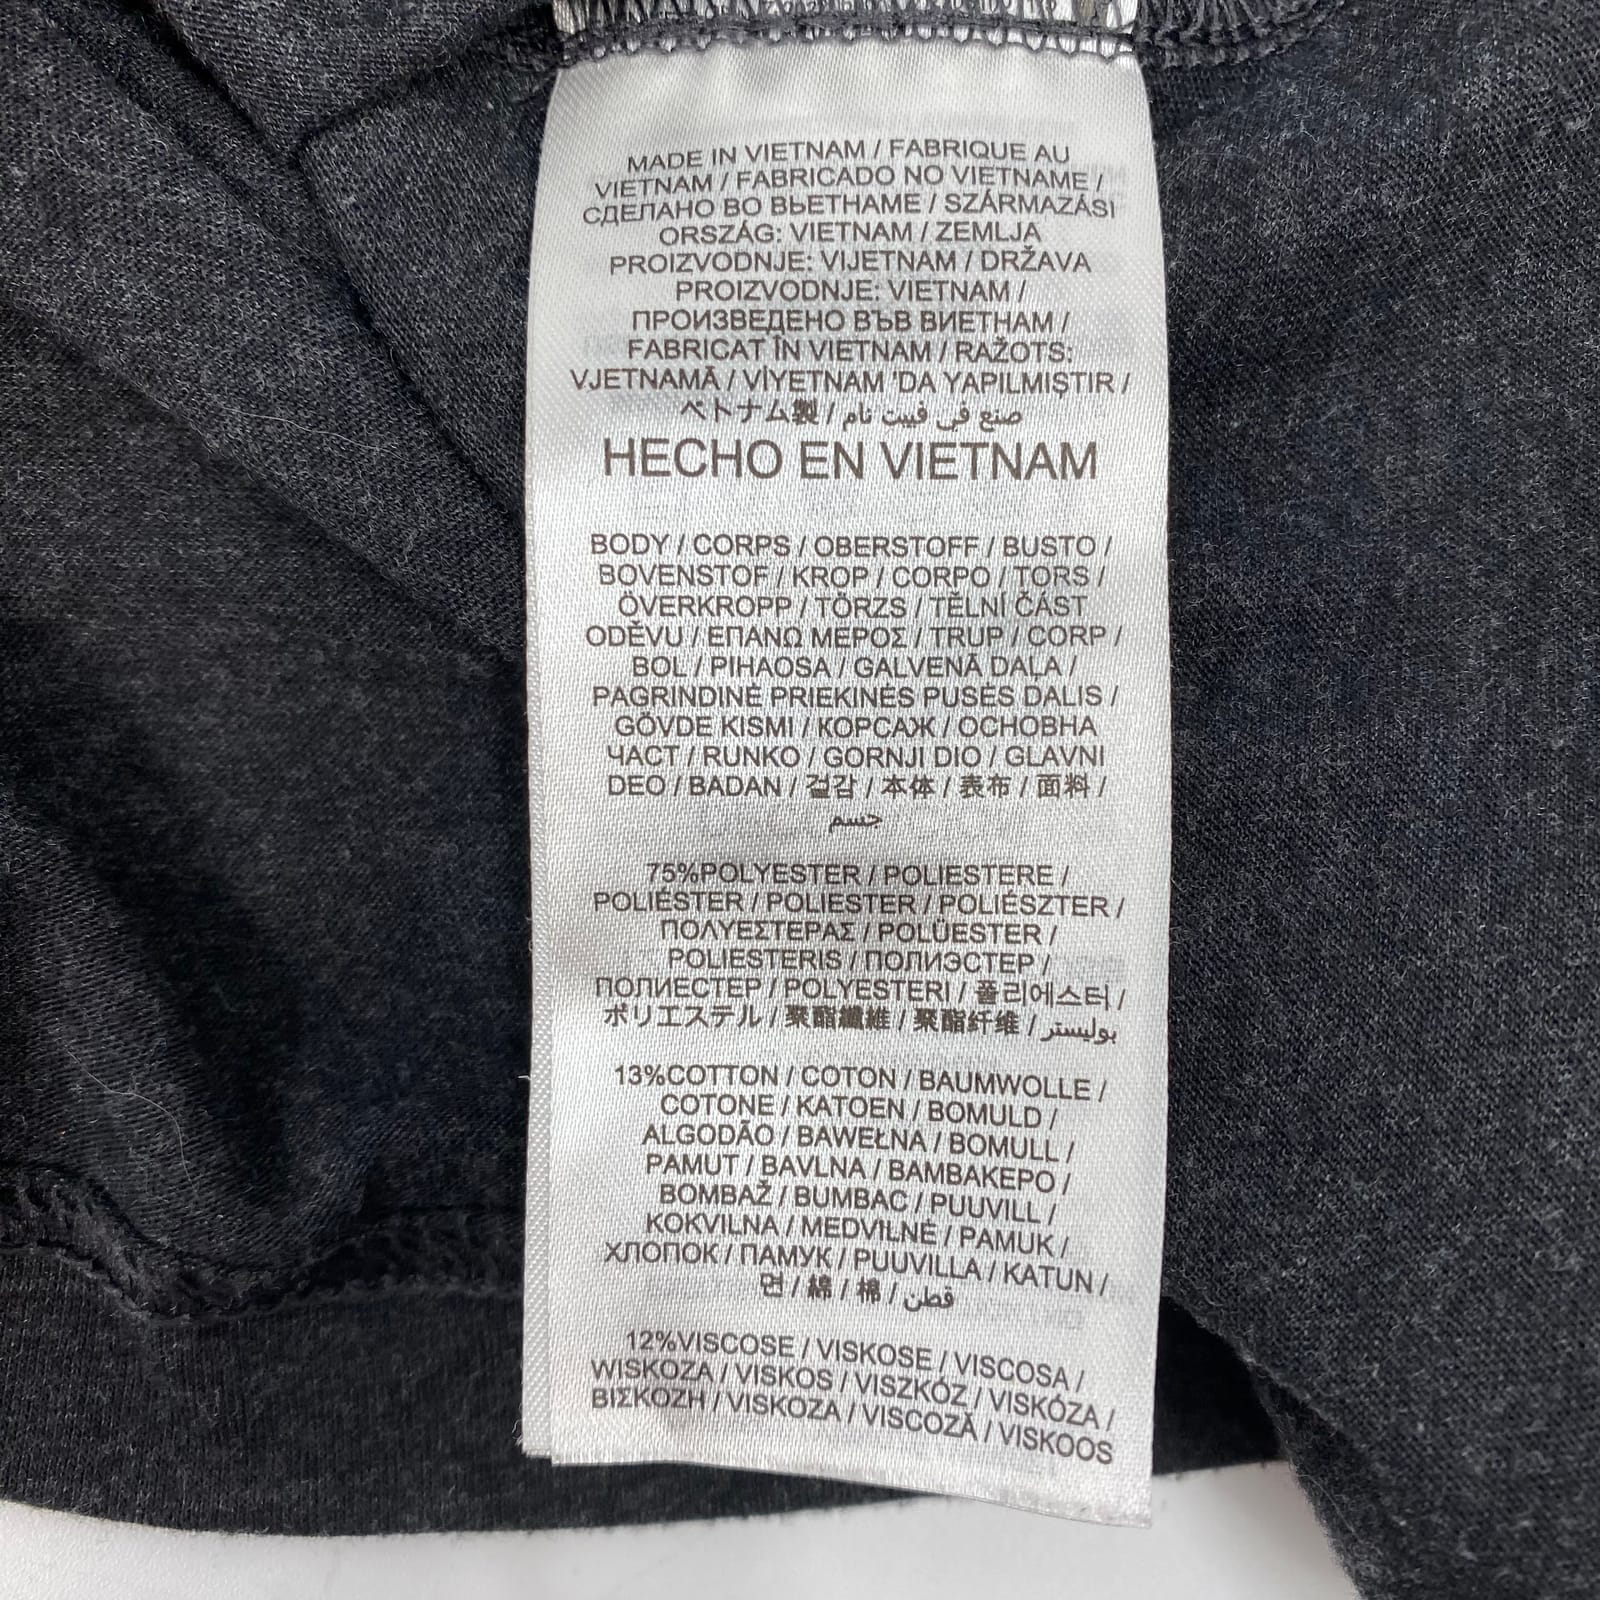 MADE IN VIETNAM / FABRIQUE AU
VIETNAM / FABRICADO NO VIETNAME /
СДЕЛАНО ВО ВЬЕТНАМЕ / SZÁRMAZÁSI
ORSZÁG: VIETNAM / ZEMLJA
PROIZVODNJE: VIJETNAM / DRŽAVA
PROIZVODNJE: VIETNAM /
ПРОИЗВЕДЕНО ВЪВ ВИЕТНАМ /
FABRICAT ÎN VIETNAM / RAŽOTS:
VJETNAMĀ / VİYETNAM 'DA YAPILMIŞTIR /
ベトナム製 / صنع في فييت نام
HECHO EN VIETNAM
BODY / CORPS / OBERSTOFF / BUSTO /
BOVENSTOF / KROP / CORPO / TORS /
ÖVERKROPP / TÖRZS / TĚLNÍ ČÁST
ODĚVU / ΕΠΑΝΩ ΜΕΡΟΣ / TRUP / CORP /
BOL / PIHAOSA / GALVENĀ DAĻA /
PAGRINDINĖ PRIEKINĖS PUSĖS DALIS /
GÖVDE KISMI / КОРСАЖ / ОСНОВНА
ЧАСТ / RUNKO / GORNJI DIO / GLAVNI
DEO / BADAN / 겉감 / 本体 / 表布 / 面料 /
جسم
75%POLYESTER / POLIESTERE /
POLIÉSTER / POLIESTER / POLIÉSZTER /
ΠΟΛΥΕΣΤΕΡΑΣ / POLÜESTER /
POLIESTERIS / ПОЛИЭСТЕР /
ПОЛИЕСТЕР / POLYESTERI / 폴리에스터 /
ポリエステル / 聚酯纖維 / 聚酯纤维 / بوليستر
13%COTTON / COTON / BAUMWOLLE /
COTONE / KATOEN / BOMULD /
ALGODÃO / BAWEŁNA / BOMULL /
PAMUT / BAVLNA / ΒΑΜΒΑΚΕΡΟ /
BOMBAŽ / BUMBAC / PUUVILL /
KOKVILNA / MEDVILNĖ / PAMUK /
ХЛОПОК / ПАМУК / PUUVILLA / KATUN /
면 / 綿 / 棉 / قطن
12%VISCOSE / VISKOSE / VISCOSA /
WISKOZA / VISKOS / VISZKÓZ / VISKÓZA /
ΒΙΣΚΟΖΗ / VISKOZA / VISCOZĂ / VISKOOS